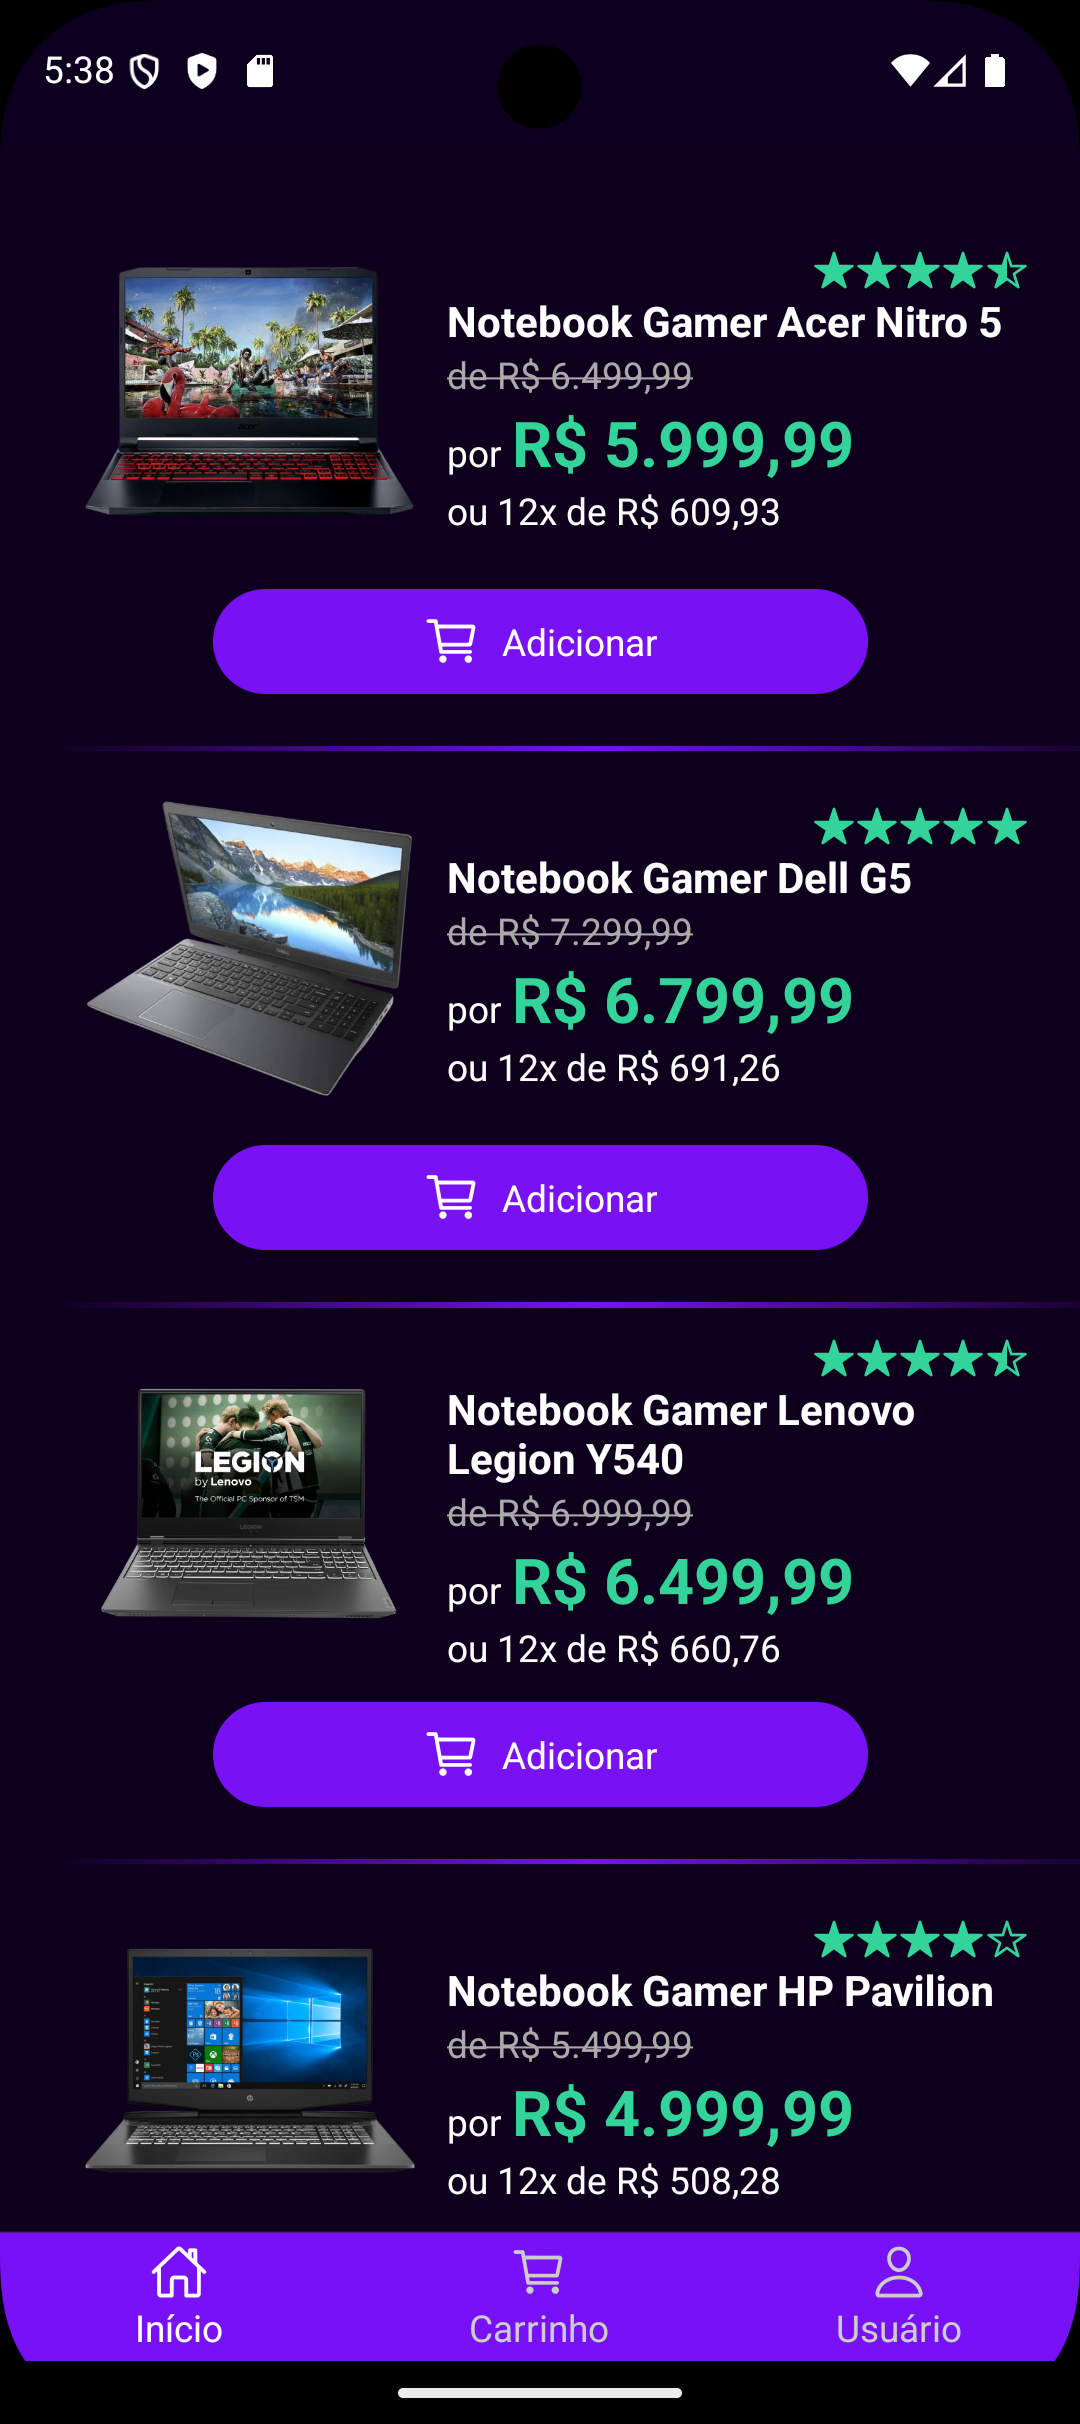 5:38
Notebook Gamer Acer Nitro 5
de R$ 6.499,99
por R$ 5.999,99
ou 12x de R$ 609,93
Adicionar
Notebook Gamer Dell G5
de R$ 7.299,99
por R$ 6.799,99
ou 12x de R$ 691,26
Adicionar
LEGION
by Lenovo
The Official PC Sponsor of TSM
LEGION
Notebook Gamer Lenovo
Legion Y540
de R$ 6.999,99
por R$ 6.499,99
ou 12x de R$ 660,76
Adicionar
Notebook Gamer HP Pavilion
de R$ 5.499,99
por R$ 4.999,99
ou 12x de R$ 508,28
Início
Carrinho
Usuário